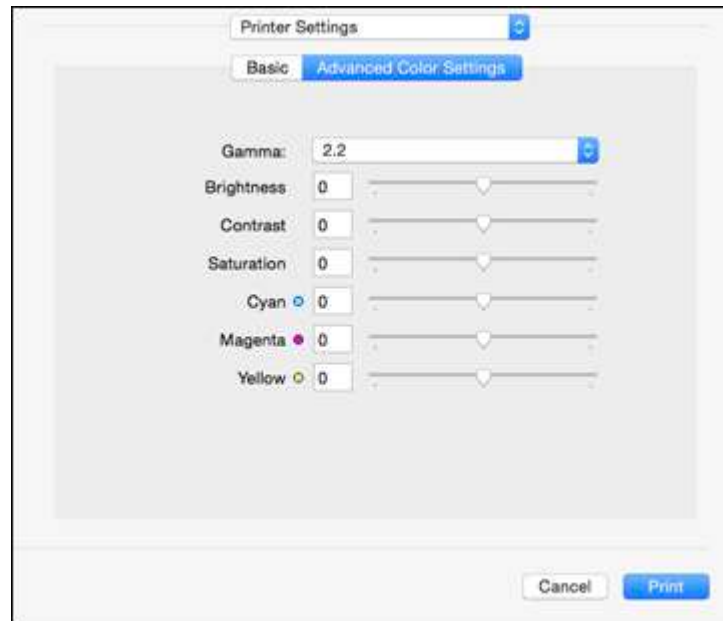 Printer Settings
Basic Advanced Color Settings
Gamma: 2.2
Brightness 0
Contrast 0
Saturation 0
Cyan 0
Magenta 0
Yellow 0
Cancel Print